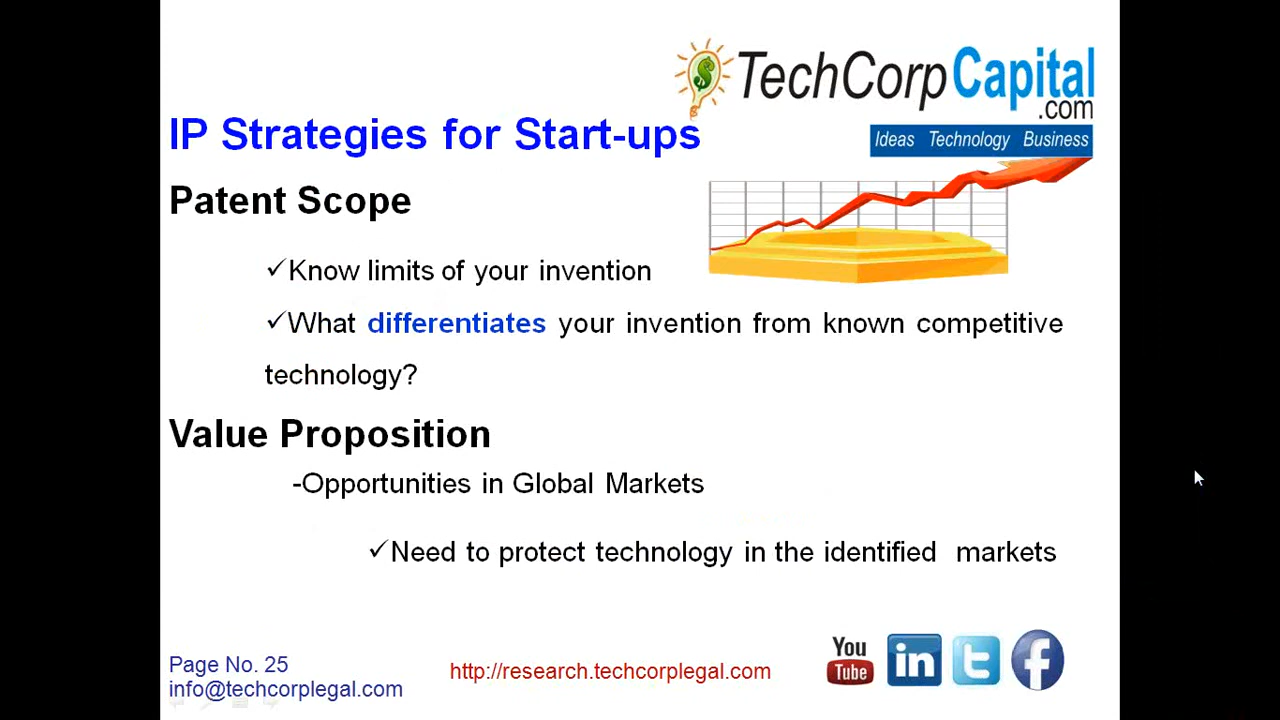 TechCorpCapital
.com
Ideas Technology Business
IP Strategies for Start-ups
Patent Scope
✓Know limits of your invention
✓What differentiates your invention from known competitive
technology?
Value Proposition
-Opportunities in Global Markets
✓Need to protect technology in the identified markets
Page No. 25
info@techcorplegal.com
http://research.techcorplegal.com
You
Tube
in
t
f